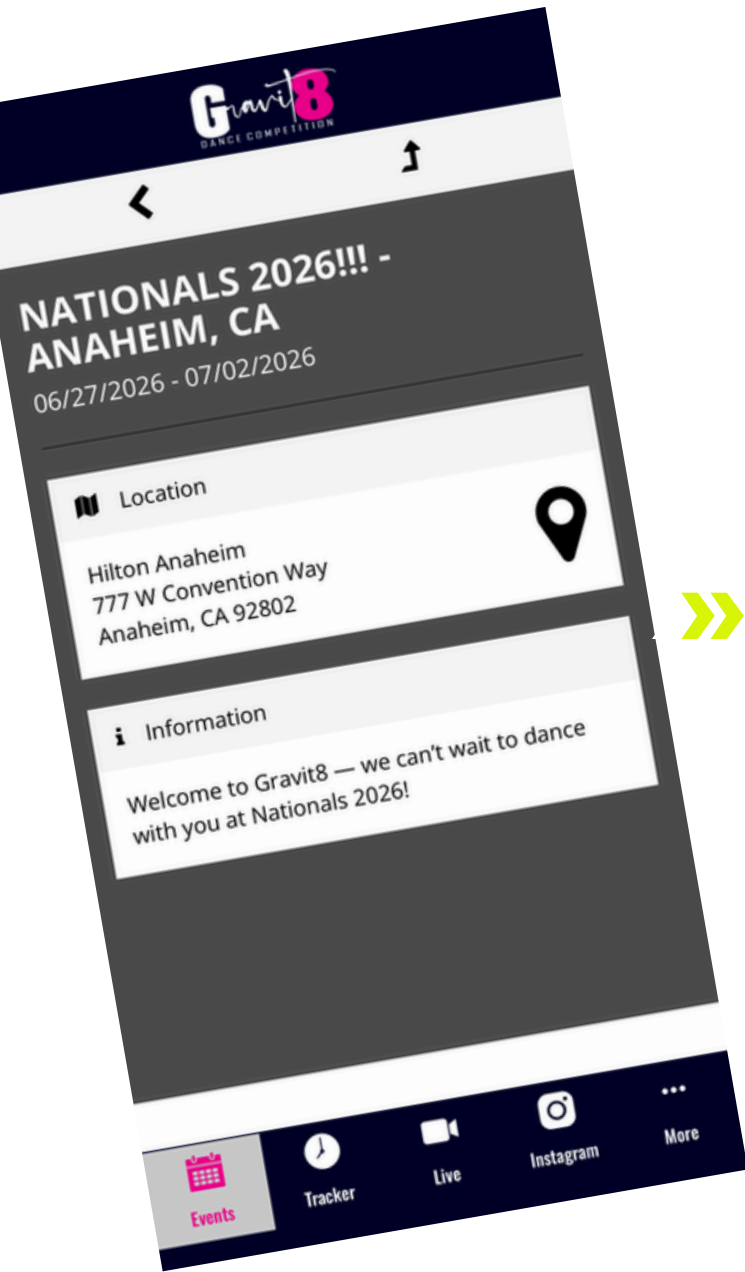 Gravit8
DANCE COMPETITION
NATIONALS 2026!!! -
ANAHEIM, CA
06/27/2026 - 07/02/2026
Location
Hilton Anaheim
777 W Convention Way
Anaheim, CA 92802
Information
Welcome to Gravit8 — we can't wait to dance
with you at Nationals 2026!
Events
Tracker
Live
Instagram
More